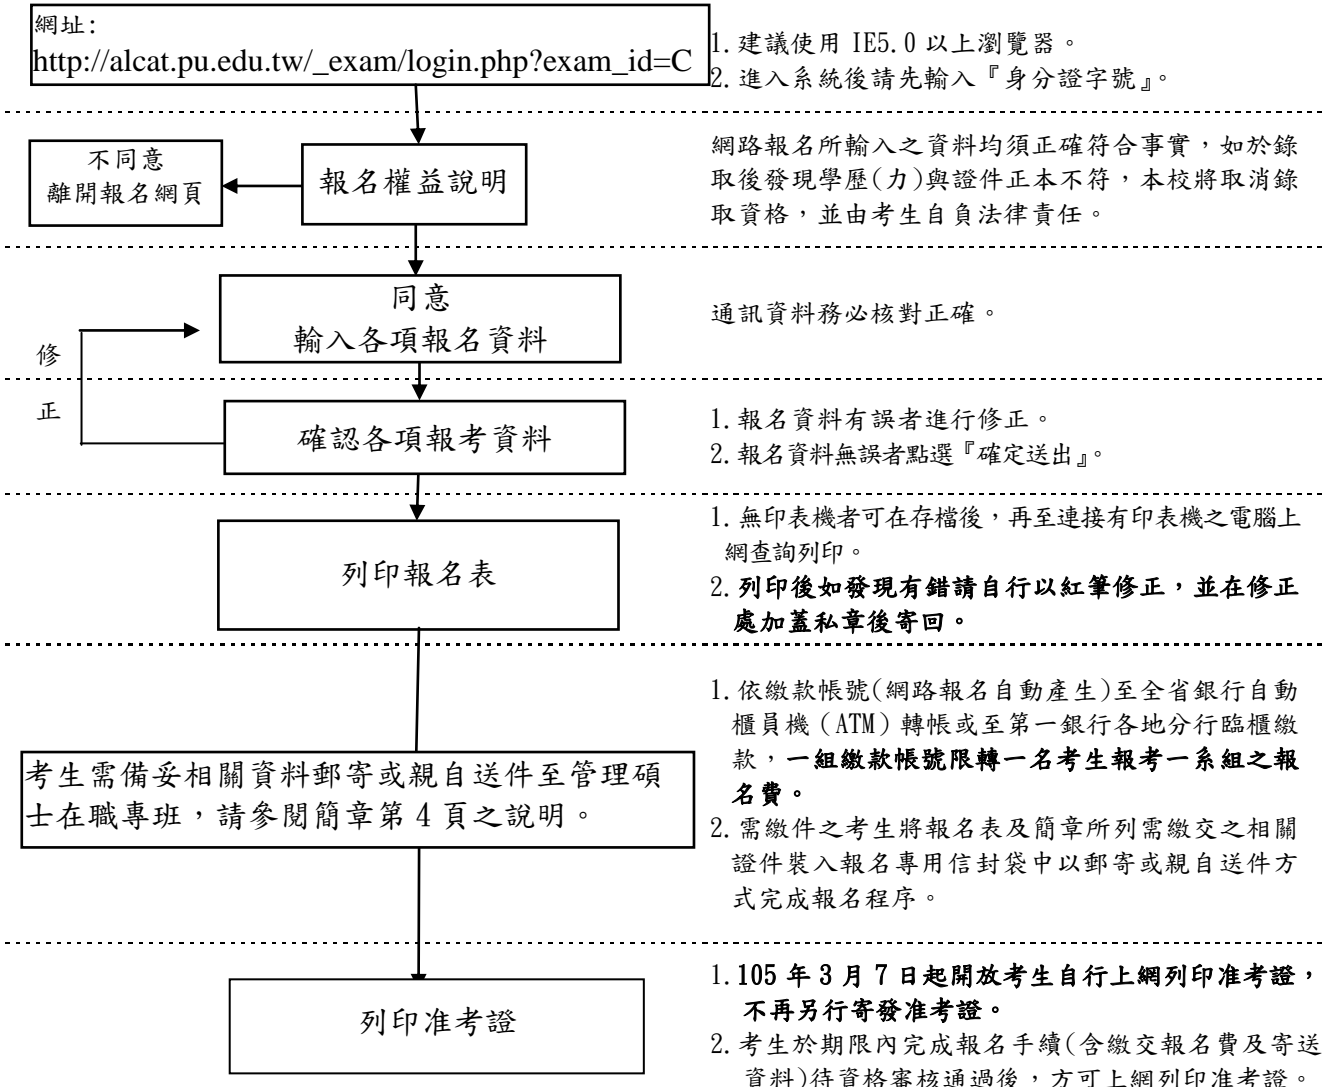 網址:
http://alcat.pu.edu.tw/_exam/login.php?exam_id=C
1.建議使用 IE5.0 以上瀏覽器。
2.進入系統後請先輸入『身分證字號』。
不同意
離開報名網頁
報名權益說明
網路報名所輸入之資料均須正確符合事實，如於錄
取後發現學歷(力)與證件正本不符，本校將取消錄
取資格，並由考生自負法律責任。
同意
輸入各項報名資料
通訊資料務必核對正確。
修
正
確認各項報考資料
1.報名資料有誤者進行修正。
2.報名資料無誤者點選『確定送出』。
列印報名表
1.無印表機者可在存檔後，再至連接有印表機之電腦上
網查詢列印。
2.列印後如發現有錯請自行以紅筆修正，並在修正
處加蓋私章後寄回。
考生需備妥相關資料郵寄或親自送件至管理碩
士在職專班，請參閱簡章第 4 頁之說明。
1.依繳款帳號(網路報名自動產生)至全省銀行自動
櫃員機（ATM）轉帳或至第一銀行各地分行臨櫃繳
款，一組繳款帳號限轉一名考生報考一系組之報
名費。
2.需繳件之考生將報名表及簡章所列需繳交之相關
證件裝入報名專用信封袋中以郵寄或親自送件方
式完成報名程序。
列印准考證
1.105 年 3 月 7 日起開放考生自行上網列印准考證，
不再另行寄發准考證。
2.考生於期限內完成報名手續(含繳交報名費及寄送
資料)待資格審核通過後，方可上網列印准考證。